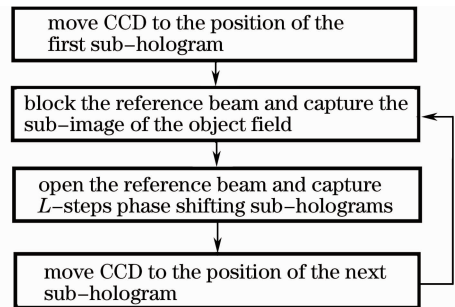 move CCD to the position of the
first sub-hologram
block the reference beam and capture the
sub-image of the object field
open the reference beam and capture
L-steps phase shifting sub-holograms
move CCD to the position of the next
sub-hologram